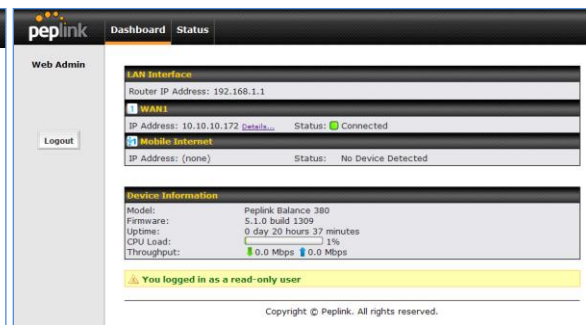 peplink
Dashboard Status
Web Admin
Logout
LAN Interface
Router IP Address: 192.168.1.1
1 WAN1
IP Address: 10.10.10.172 Details... Status: Connected
Mobile Internet
IP Address: (none) Status: No Device Detected
Device Information
Model: Peplink Balance 380
Firmware: 5.1.0 build 1309
Uptime: 0 day 20 hours 37 minutes
CPU Load: 1%
Throughput: 0.0 Mbps 0.0 Mbps
You logged in as a read-only user
Copyright © Peplink. All rights reserved.